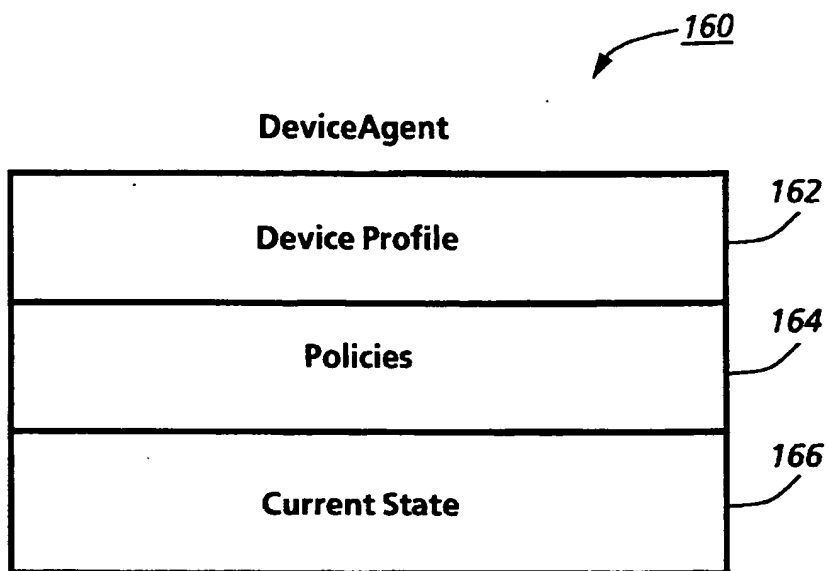 160
DeviceAgent
162
Device Profile
164
Policies
166
Current State